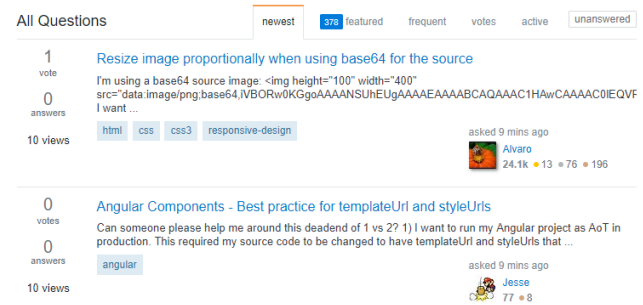 All Questions newest 378 featured frequent votes active unanswered
1
vote
0
answers
10 views
Resize image proportionally when using base64 for the source
I'm using a base64 source image: <img height="100" width="400"
src="data:image/png;base64,iVBORw0KGgoAAAANSUhEUgAAAAEAAAABCAQAAAC1HAwCAAAAC0lEQVF
I want ...
html css css3 responsive-design
asked 9 mins ago
Alvaro
24.1k 13 76 196
0
votes
0
answers
10 views
Angular Components - Best practice for templateUrl and styleUrls
Can someone please help me around this deadend of 1 vs 2? 1) I want to run my Angular project as AoT in
production. This required my source code to be changed to have templateUrl and styleUrls that ...
angular
asked 9 mins ago
Jesse
77 8